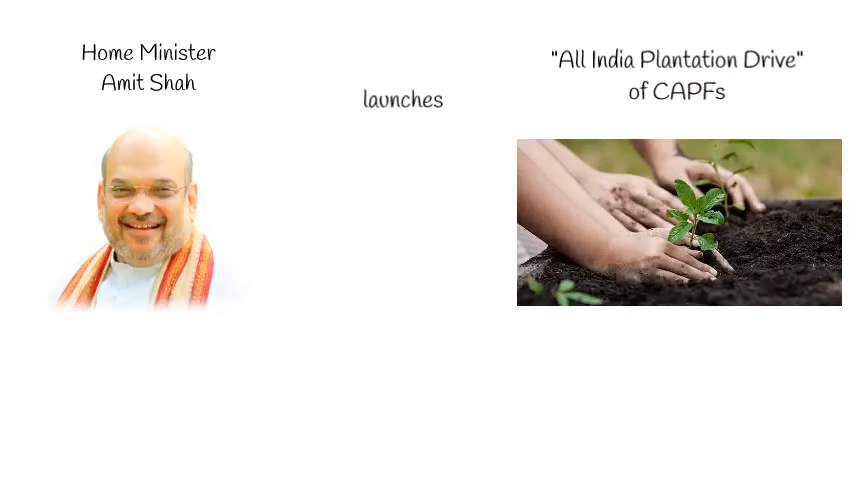 Home Minister
Amit Shah
launches
"All India Plantation Drive"
of CAPFs